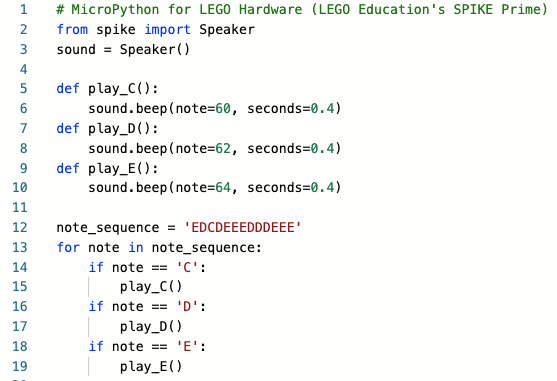 1 # MicroPython for LEGO Hardware (LEGO Education's SPIKE Prime)
2 from spike import Speaker
3 sound = Speaker()
4
5 def play_C():
6     sound.beep(note=60, seconds=0.4)
7 def play_D():
8     sound.beep(note=62, seconds=0.4)
9 def play_E():
10     sound.beep(note=64, seconds=0.4)
11
12 note_sequence = 'EDCDEEEDDDEEE'
13 for note in note_sequence:
14     if note == 'C':
15         play_C()
16     if note == 'D':
17         play_D()
18     if note == 'E':
19         play_E()